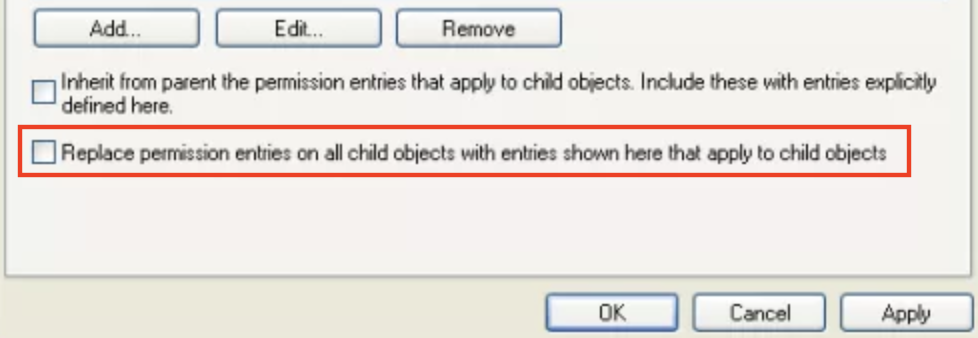 Add... Edit... Remove
Inherit from parent the permission entries that apply to child objects. Include these with entries explicitly
defined here.
Replace permission entries on all child objects with entries shown here that apply to child objects
OK Cancel Apply